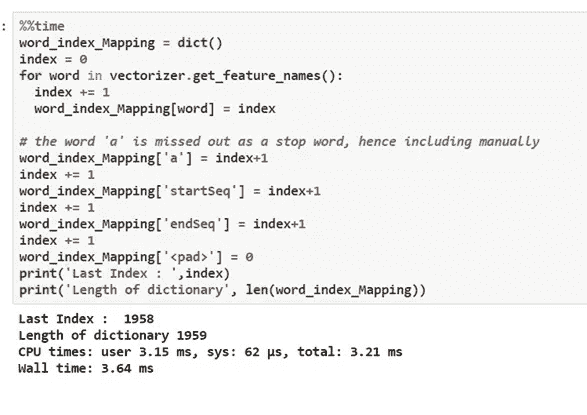 : %%time
word_index_Mapping = dict()
index = 0
for word in vectorizer.get_feature_names():
  index += 1
  word_index_Mapping[word] = index

# the word 'a' is missed out as a stop word, hence including manually
word_index_Mapping['a'] = index+1
index += 1
word_index_Mapping['startSeq'] = index+1
index += 1
word_index_Mapping['endSeq'] = index+1
index += 1
word_index_Mapping['<pad>'] = 0
print('Last Index : ',index)
print('Length of dictionary', len(word_index_Mapping))
Last Index :  1958
Length of dictionary 1959
CPU times: user 3.15 ms, sys: 62 µs, total: 3.21 ms
Wall time: 3.64 ms